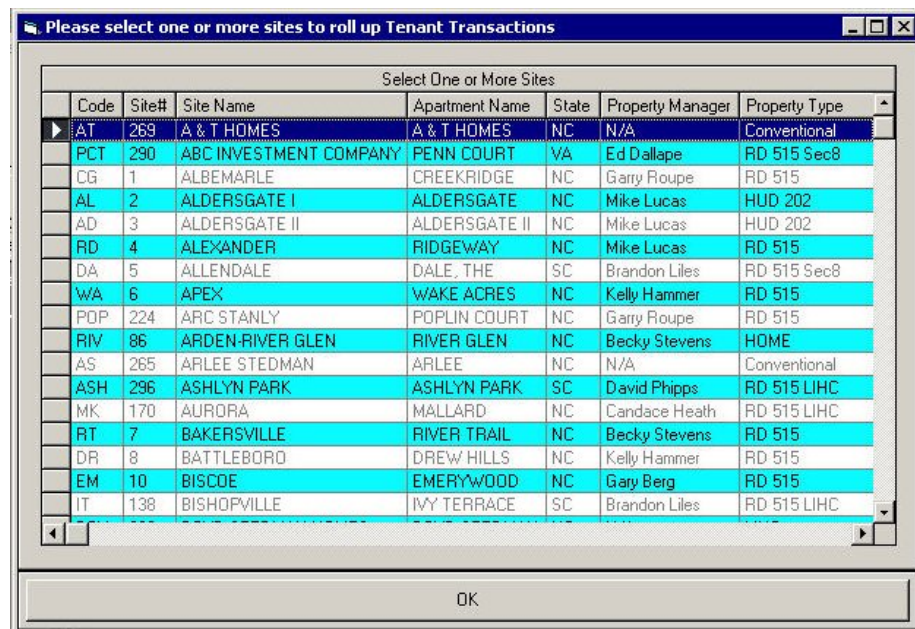 Please select one or more sites to roll up Tenant Transactions
Select One or More Sites
Code Site# Site Name Apartment Name State Property Manager Property Type
AT 269 A & T HOMES A & T HOMES NC N/A Conventional
PCT 290 ABC INVESTMENT COMPANY PENN COURT VA Ed Dallape RD 515 Sec8
CG 1 ALBEMARLE CREEKRIDGE NC Garry Roupe RD 515
AL 2 ALDERSGATE I ALDERSGATE NC Mike Lucas HUD 202
AD 3 ALDERSGATE II ALDERSGATE II NC Mike Lucas HUD 202
RD 4 ALEXANDER RIDGEWAY NC Mike Lucas RD 515
DA 5 ALLENDALE DALE, THE SC Brandon Liles RD 515 Sec8
WA 6 APEX WAKE ACRES NC Kelly Hammer RD 515
POP 224 ARC STANLY POPLIN COURT NC Garry Roupe RD 515
RIV 86 ARDEN-RIVER GLEN RIVER GLEN NC Becky Stevens HOME
AS 265 ARLEE STEDMAN ARLEE NC N/A Conventional
ASH 296 ASHLYN PARK ASHLYN PARK SC David Phipps RD 515 LIHC
MK 170 AURORA MALLARD NC Candace Heath RD 515 LIHC
RT 7 BAKERSVILLE RIVER TRAIL NC Becky Stevens RD 515
DR 8 BATTLEBORO DREW HILLS NC Kelly Hammer RD 515
EM 10 BISCOE EMERYWOOD NC Gary Berg RD 515
IT 138 BISHOPVILLE IVY TERRACE SC Brandon Liles RD 515 LIHC
OK